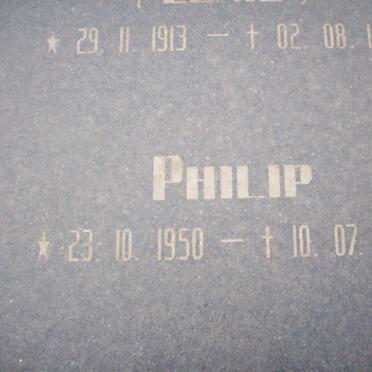 ★ 29. 11. 1913 – † 02. 08.
PHILIP
★ 23. 10. 1950 – † 10. 07.